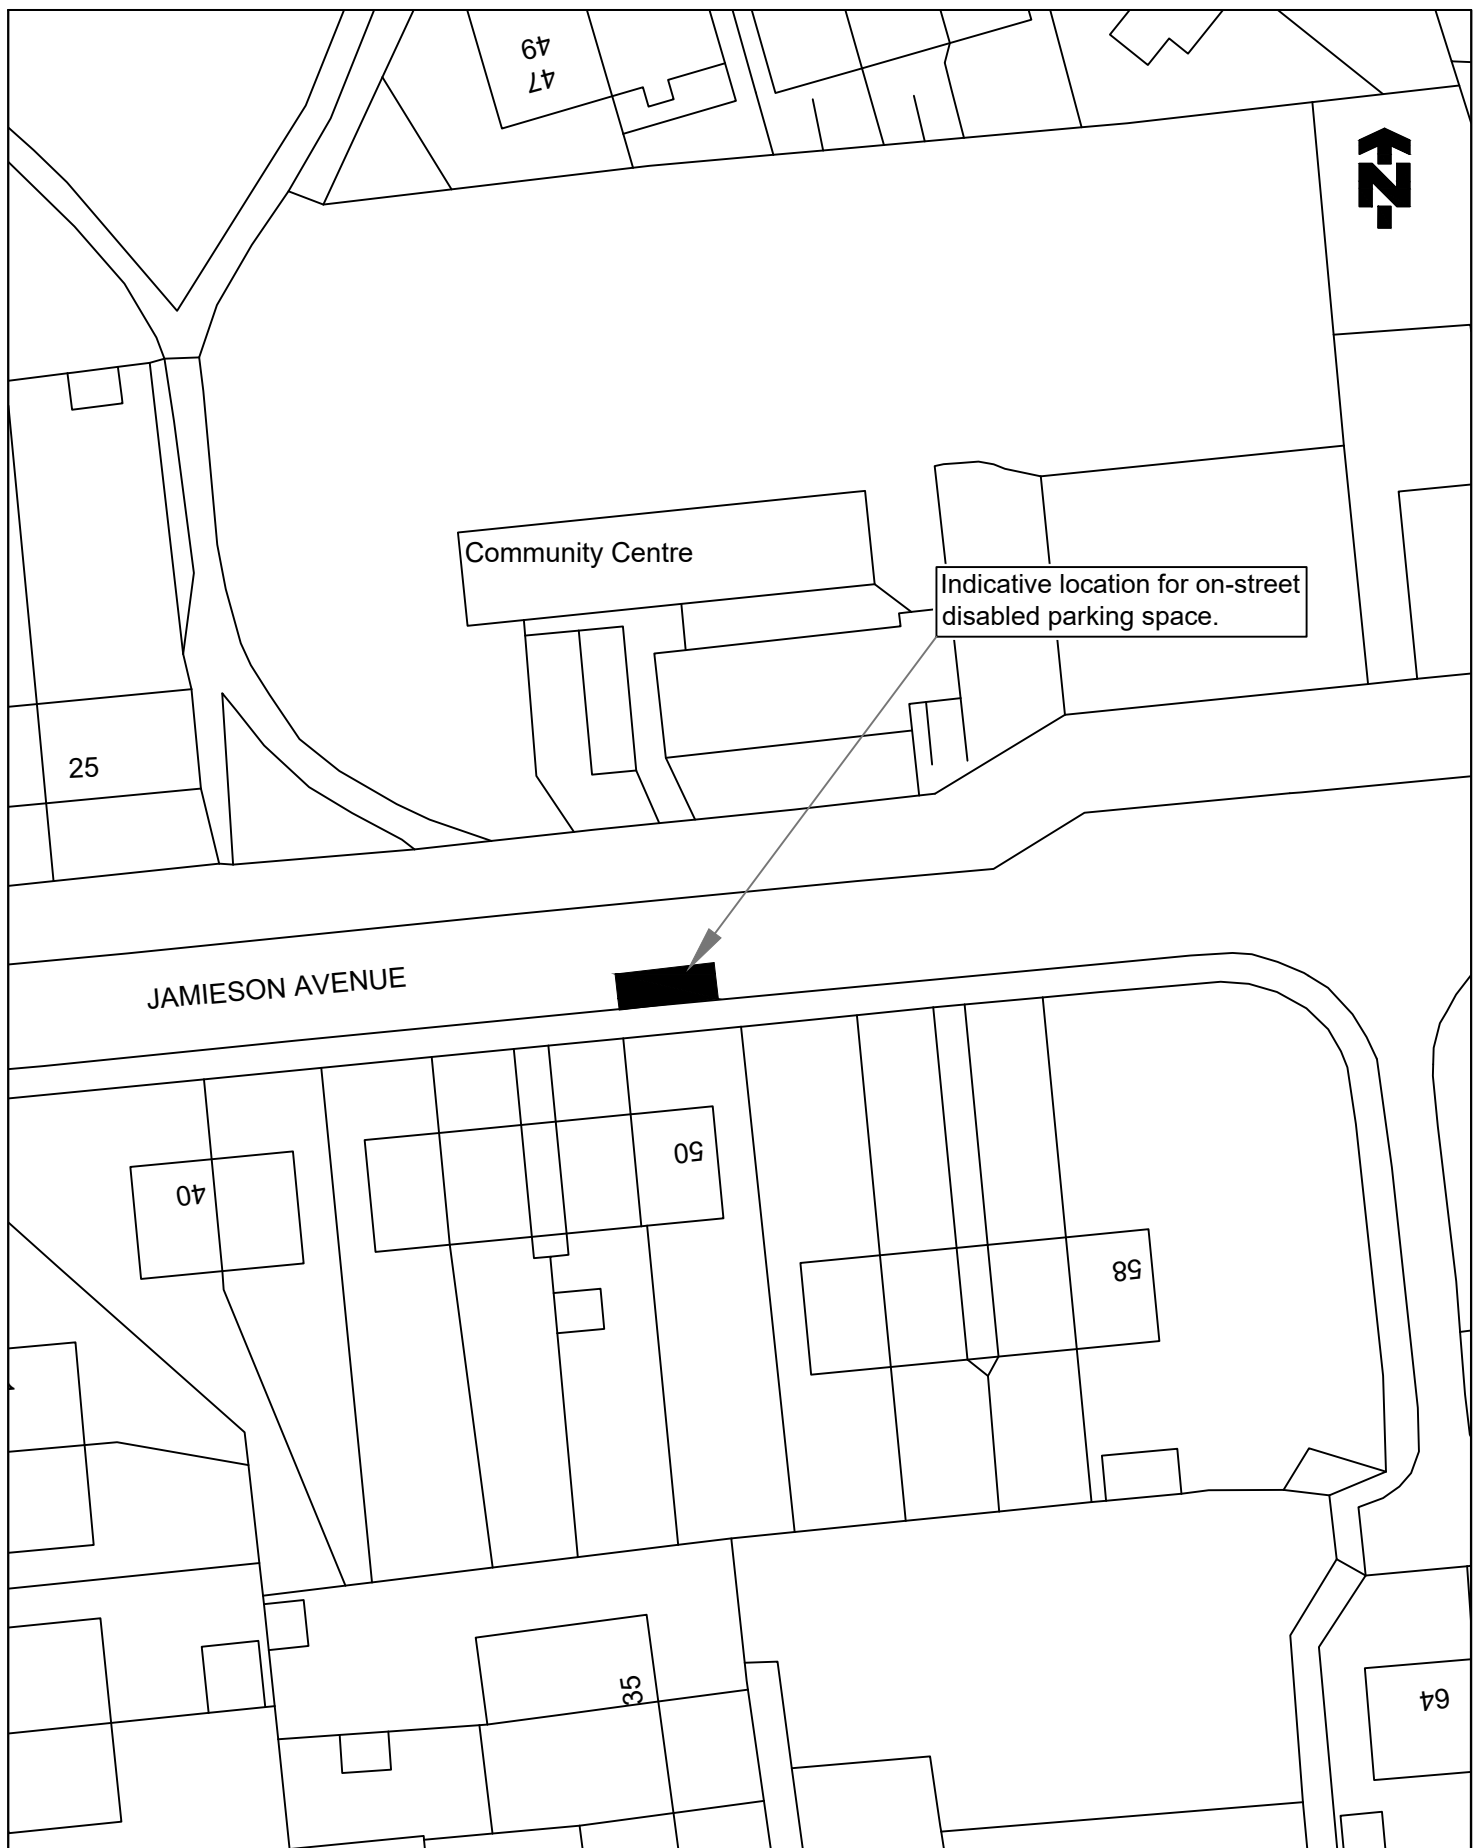 49
47
N
Community Centre
Indicative location for on-street
disabled parking space.
25
JAMIESON AVENUE
50
40
58
35
64